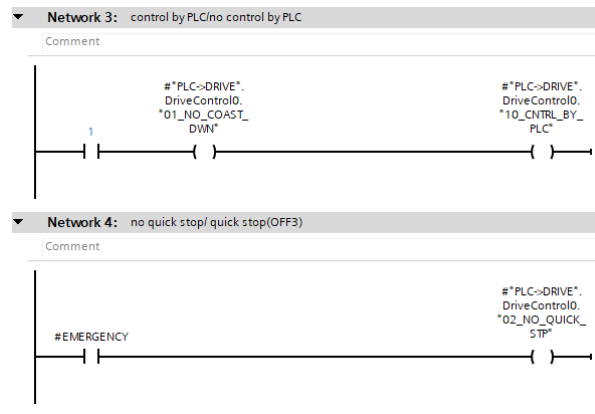 Network 3: control by PLC/no control by PLC
Comment
#"PLC->DRIVE".
DriveControl0.
"01_NO_COAST_
DWN"
#"PLC->DRIVE".
DriveControl0.
"10_CNTRL_BY_
PLC"
1
Network 4: no quick stop/ quick stop(OFF3)
Comment
#"PLC->DRIVE".
DriveControl0.
"02_NO_QUICK_
STP"
#EMERGENCY